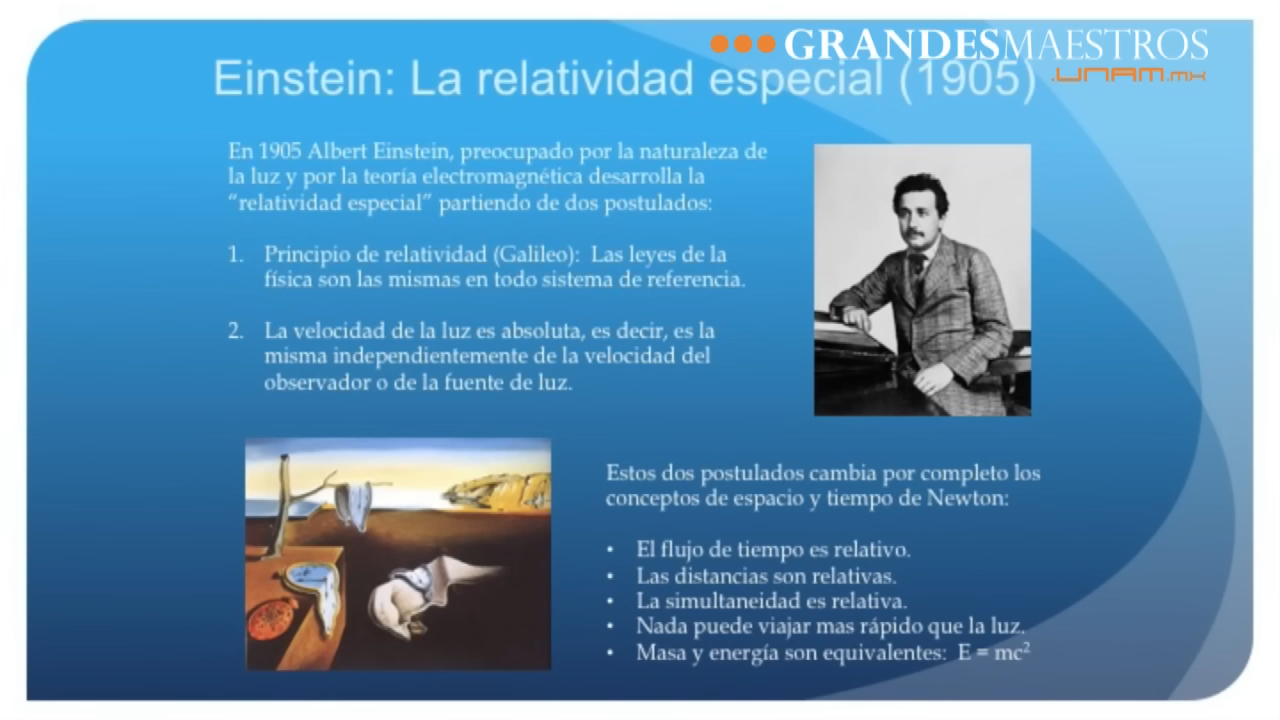 GRANDESMAESTROS
.UNAM.mx
Einstein: La relatividad especial (1905)
En 1905 Albert Einstein, preocupado por la naturaleza de
la luz y por la teoría electromagnética desarrolla la
“relatividad especial” partiendo de dos postulados:
1. Principio de relatividad (Galileo): Las leyes de la
física son las mismas en todo sistema de referencia.
2. La velocidad de la luz es absoluta, es decir, es la
misma independientemente de la velocidad del
observador o de la fuente de luz.
Estos dos postulados cambia por completo los
conceptos de espacio y tiempo de Newton:
• El flujo de tiempo es relativo.
• Las distancias son relativas.
• La simultaneidad es relativa.
• Nada puede viajar mas rápido que la luz.
• Masa y energía son equivalentes: E = mc²